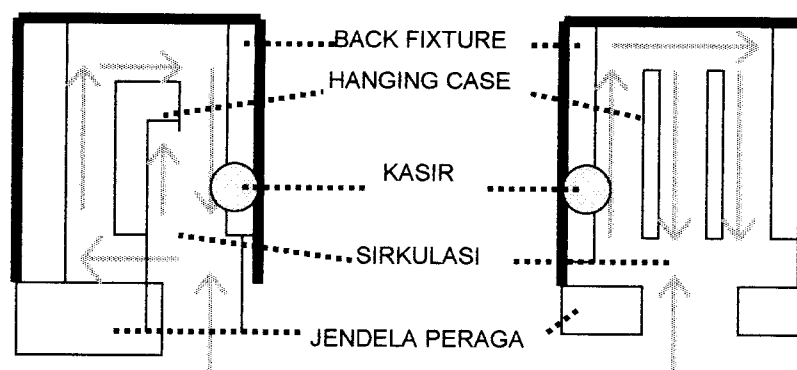 BACK FIXTURE
HANGING CASE
KASIR
SIRKULASI
JENDELA PERAGA